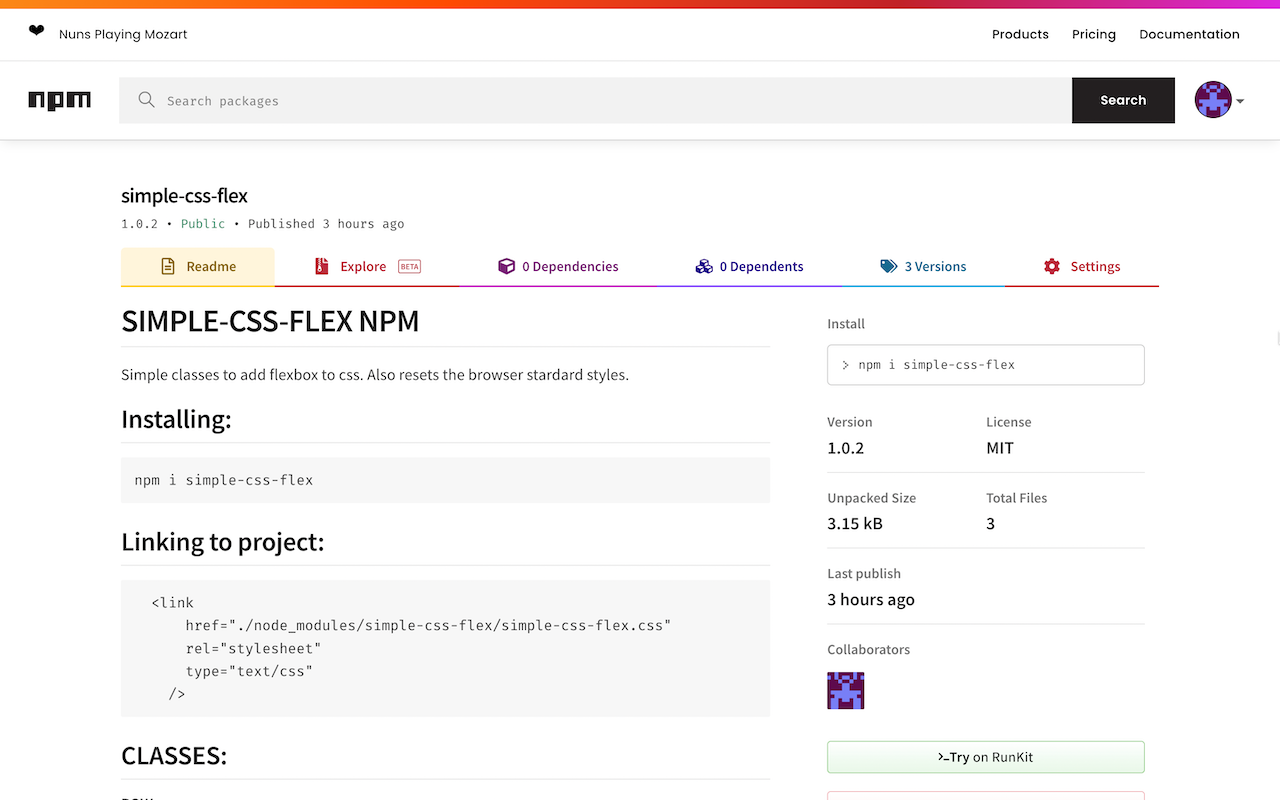 Nuns Playing Mozart
Products Pricing Documentation
npm
Search packages
Search
simple-css-flex
1.0.2 • Public • Published 3 hours ago
Readme
Explore BETA
0 Dependencies
0 Dependents
3 Versions
Settings
SIMPLE-CSS-FLEX NPM
Simple classes to add flexbox to css. Also resets the browser stardard styles.
Installing:
npm i simple-css-flex
Linking to project:
<link
href="./node_modules/simple-css-flex/simple-css-flex.css"
rel="stylesheet"
type="text/css"
/>
CLASSES:
Install
> npm i simple-css-flex
Version
1.0.2
License
MIT
Unpacked Size
3.15 kB
Total Files
3
Last publish
3 hours ago
Collaborators
>_Try on RunKit